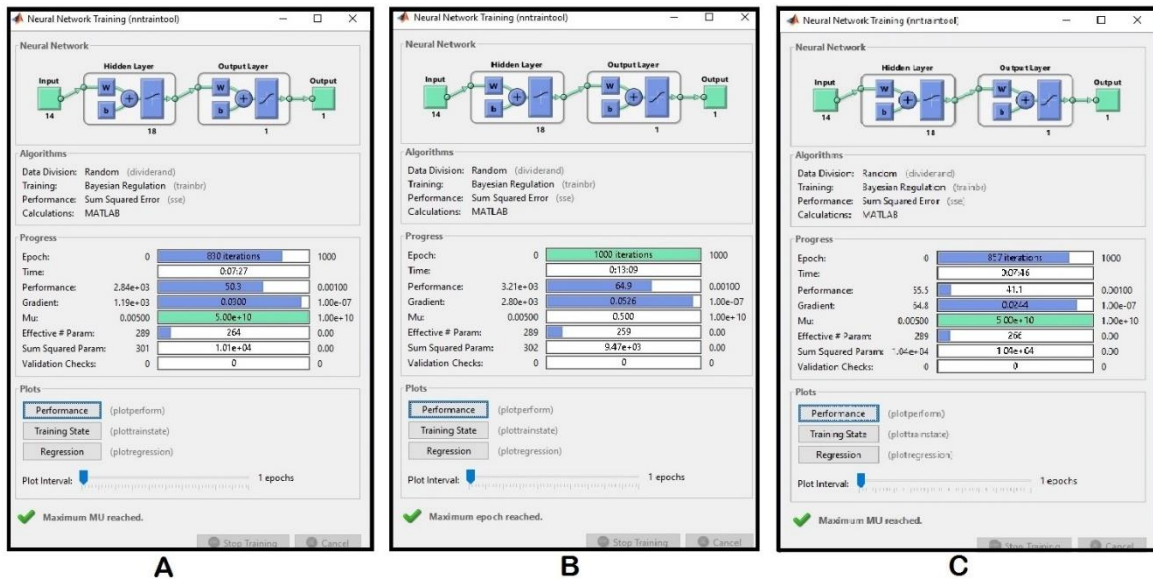 Neural Network Training (nntraintool)
Neural Network
Hidden Layer
Output Layer
Input
Output
W
W
b
b
14
18
1
1
Algorithms
Data Division: Random (dividerand)
Training: Bayesian Regulation (trainbr)
Performance: Sum Squared Error (sse)
Calculations: MATLAB
Progress
Epoch: 0 830 iterations 1000
Time: 0:07:27
Performance: 2.84e+03 50.3 0.00100
Gradient: 1.19e+03 0.0300 1.00e-07
Mu: 0.00500 5.00e+10 1.00e+10
Effective # Param: 289 264 0.00
Sum Squared Param: 301 1.01e+04 0.00
Validation Checks: 0 0 0
Plots
Performance (plotperform)
Training State (plottrainstate)
Regression (plotregression)
Plot Interval: 1 epochs
Maximum MU reached.
Stop Training Cancel
A
Neural Network Training (nntraintool)
Neural Network
Hidden Layer
Output Layer
Input
Output
W
W
b
b
14
18
1
1
Algorithms
Data Division: Random (dividerand)
Training: Bayesian Regulation (trainbr)
Performance: Sum Squared Error (sse)
Calculations: MATLAB
Progress
Epoch: 0 1000 iterations 1000
Time: 0:13:09
Performance: 3.21e+03 64.9 0.00100
Gradient: 2.80e+03 0.0526 1.00e-07
Mu: 0.00500 0.500 1.00e+10
Effective # Param: 289 259 0.00
Sum Squared Param: 302 9.47e+03 0.00
Validation Checks: 0 0 0
Plots
Performance (plotperform)
Training State (plottrainstate)
Regression (plotregression)
Plot Interval: 1 epochs
Maximum epoch reached.
Stop Training Cancel
B
Neural Network Training (nntraintool)
Neural Network
Hidden Layer
Output Layer
Input
Output
W
W
b
b
14
18
1
1
Algorithms
Data Division: Random (dividerand)
Training: Bayesian Regulation (trainbr)
Performance: Sum Squared Error (sse)
Calculations: MATLAB
Progress
Epoch: 0 857 iterations 1000
Time: 0:07:46
Performance: 55.5 41.1 0.00100
Gradient: 54.8 0.0244 1.00e-07
Mu: 0.00500 5.00e+10 1.00e+10
Effective # Param: 289 266 0.00
Sum Squared Param: 1.04e+04 1.04e+04 0.00
Validation Checks: 0 0 0
Plots
Performance (plotperform)
Training State (plottrainstate)
Regression (plotregression)
Plot Interval: 1 epochs
Maximum MU reached.
Stop Training Cancel
C